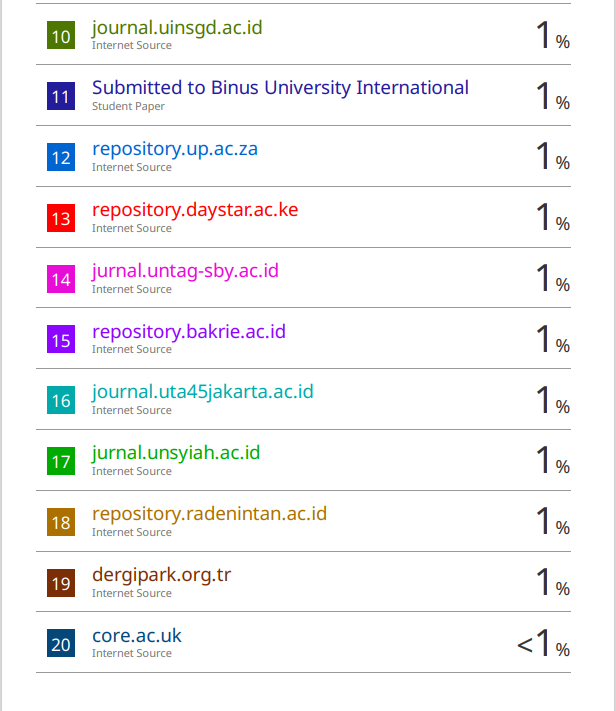 10 journal.uinsgd.ac.id 1%
Internet Source
11 Submitted to Binus University International 1%
Student Paper
12 repository.up.ac.za 1%
Internet Source
13 repository.daystar.ac.ke 1%
Internet Source
14 jurnal.untag-sby.ac.id 1%
Internet Source
15 repository.bakrie.ac.id 1%
Internet Source
16 journal.uta45jakarta.ac.id 1%
Internet Source
17 jurnal.unsyiah.ac.id 1%
Internet Source
18 repository.radenintan.ac.id 1%
Internet Source
19 dergipark.org.tr 1%
Internet Source
20 core.ac.uk <1%
Internet Source